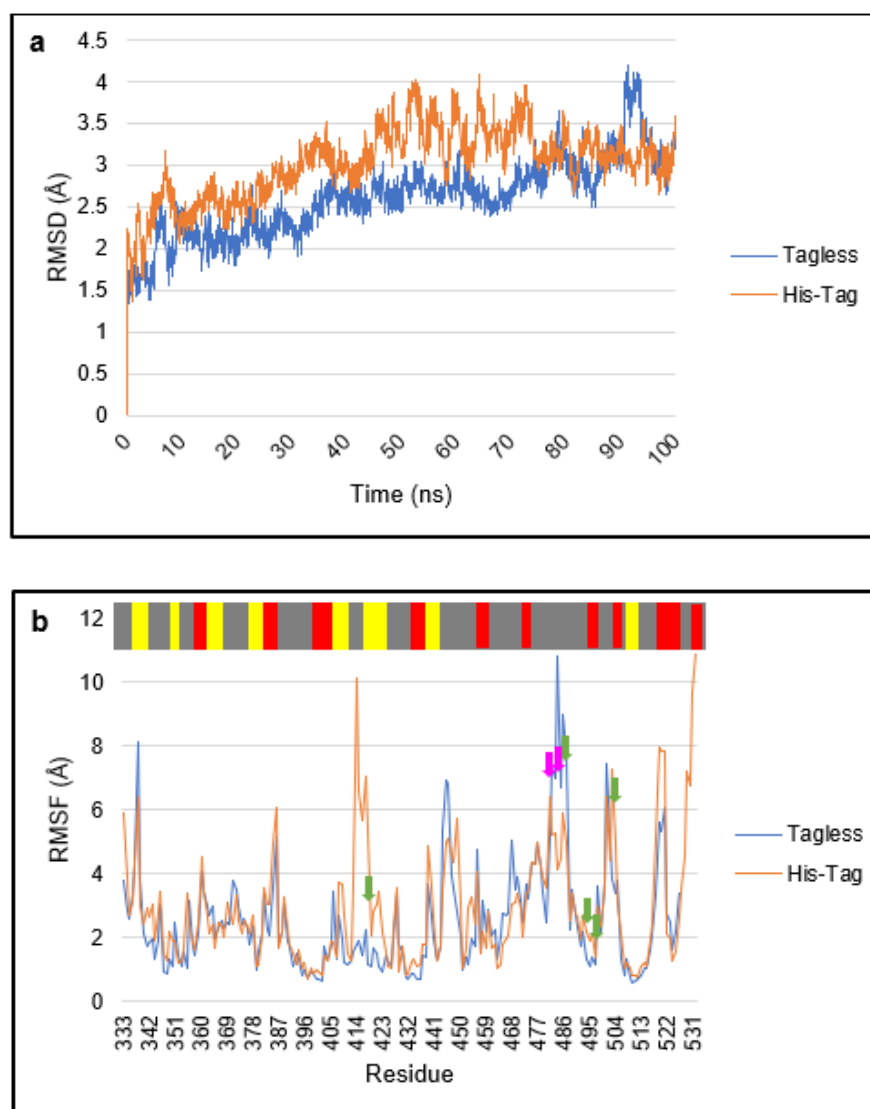 a
4.5
4
3.5
3
2.5
2
1.5
1
0.5
0
RMSD (Å)
0 10 20 30 40 50 60 70 80 90 100
Time (ns)
Tagless
His-Tag
b
12
10
8
6
4
2
0
RMSF (Å)
333 342 351 360 369 378 387 396 405 414 423 432 441 450 459 468 477 486 495 504 513 522 531
Residue
Tagless
His-Tag